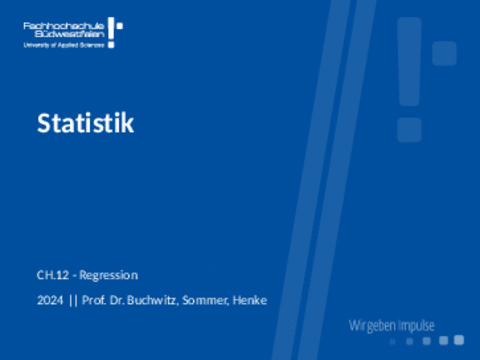 Fachhochschule
Südwestfalen
University of Applied Sciences
Statistik
CH.12 - Regression
2024 || Prof. Dr. Buchwitz, Sommer, Henke
Wir geben Impulse